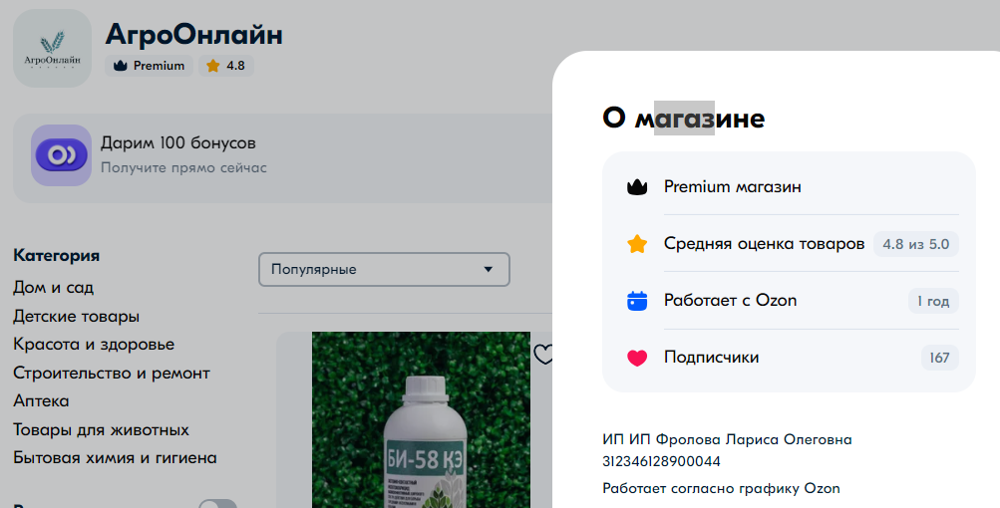 АгроОнлайн
АгроОнлайн
Premium
4.8
Дарим 100 бонусов
Получите прямо сейчас
Категория
Дом и сад
Детские товары
Красота и здоровье
Строительство и ремонт
Аптека
Товары для животных
Бытовая химия и гигиена
Популярные
БИ-58 КЭ
О магазине
Premium магазин
Средняя оценка товаров 4.8 из 5.0
Работает с Ozon 1 год
Подписчики 167
ИП ИП Фролова Лариса Олеговна
312346128900044
Работает согласно графику Ozon